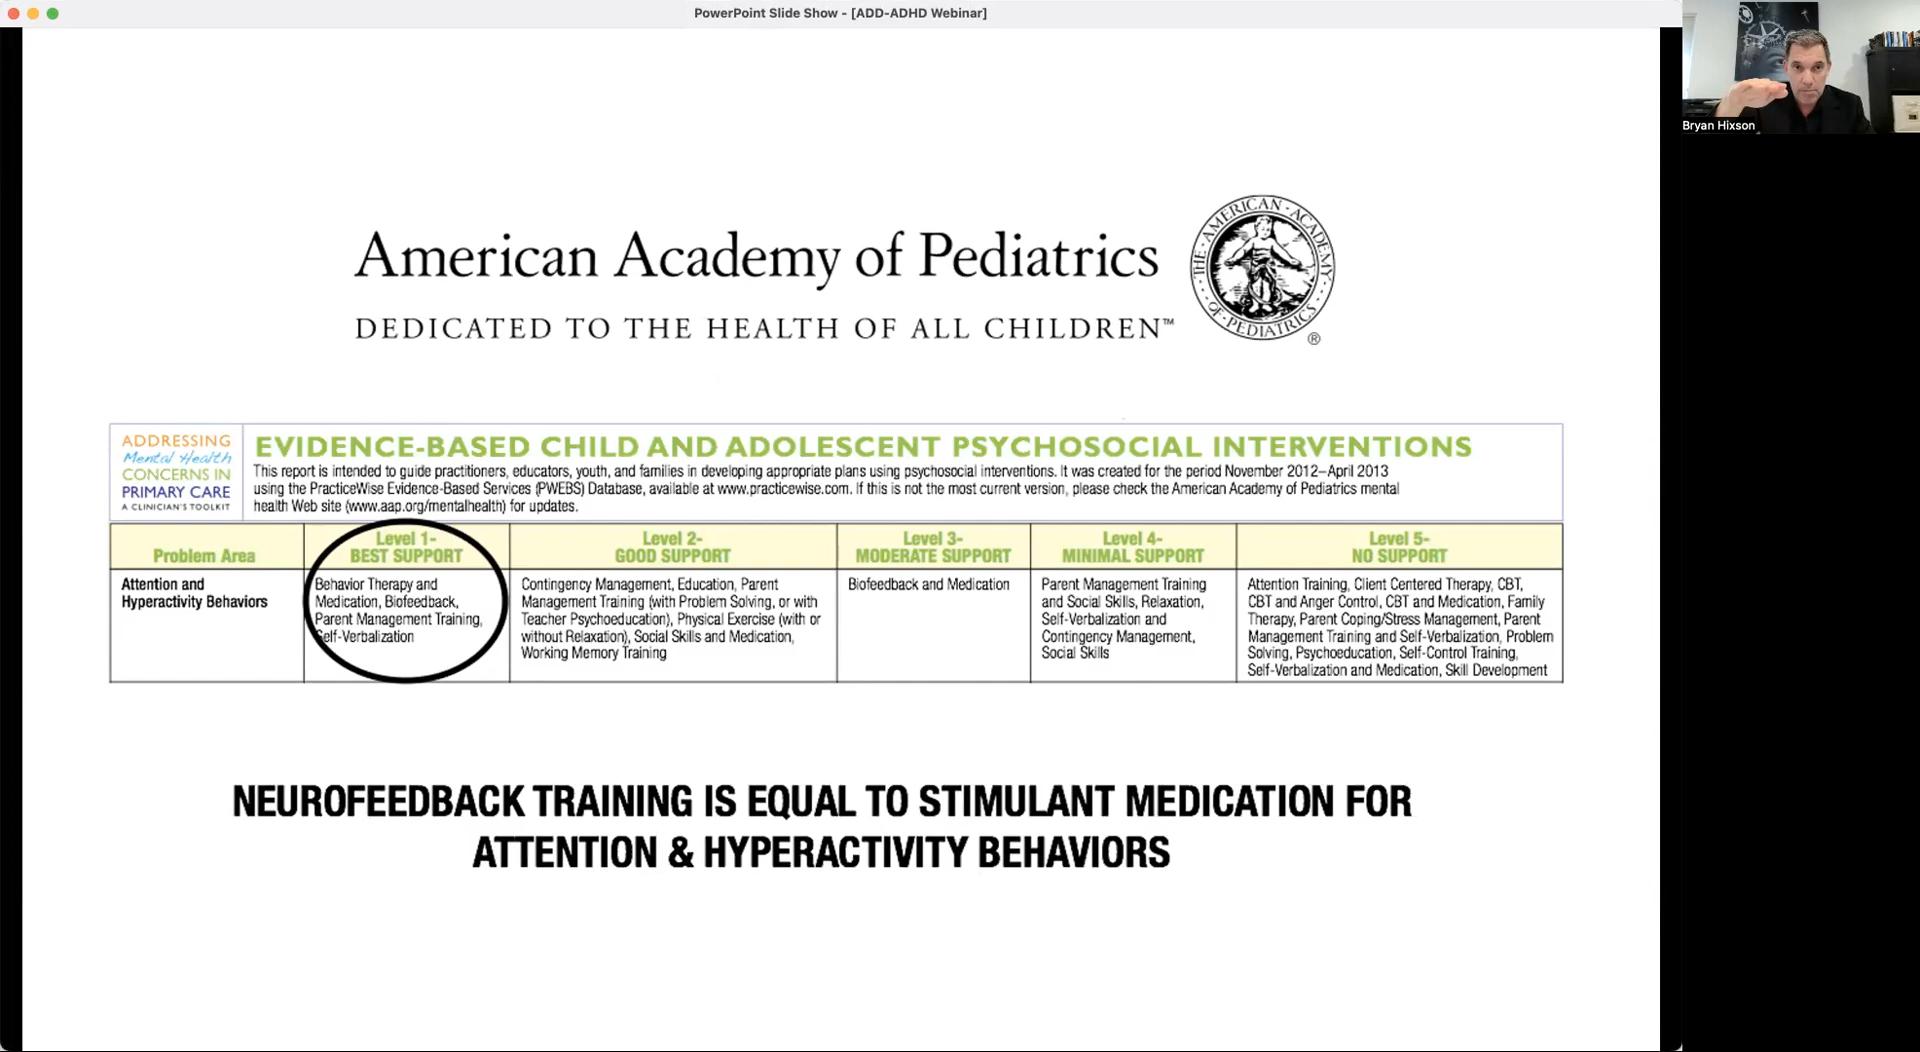 PowerPoint Slide Show - [ADD-ADHD Webinar]
Bryan Hixson
American Academy of Pediatrics
DEDICATED TO THE HEALTH OF ALL CHILDREN™
THE · AMERICAN · ACADEMY · OF · PEDIATRICS ·
®
ADDRESSING
Mental Health
CONCERNS IN
PRIMARY CARE
A CLINICIAN'S TOOLKIT
EVIDENCE-BASED CHILD AND ADOLESCENT PSYCHOSOCIAL INTERVENTIONS
This report is intended to guide practitioners, educators, youth, and families in developing appropriate plans using psychosocial interventions. It was created for the period November 2012–April 2013
using the PracticeWise Evidence-Based Services (PWEBS) Database, available at www.practicewise.com. If this is not the most current version, please check the American Academy of Pediatrics mental
health Web site (www.aap.org/mentalhealth) for updates.
Problem Area
Level 1-
BEST SUPPORT
Level 2-
GOOD SUPPORT
Level 3-
MODERATE SUPPORT
Level 4-
MINIMAL SUPPORT
Level 5-
NO SUPPORT
Attention and
Hyperactivity Behaviors
Behavior Therapy and
Medication, Biofeedback,
Parent Management Training,
Self-Verbalization
Contingency Management, Education, Parent
Management Training (with Problem Solving, or with
Teacher Psychoeducation), Physical Exercise (with or
without Relaxation), Social Skills and Medication,
Working Memory Training
Biofeedback and Medication
Parent Management Training
and Social Skills, Relaxation,
Self-Verbalization and
Contingency Management,
Social Skills
Attention Training, Client Centered Therapy, CBT,
CBT and Anger Control, CBT and Medication, Family
Therapy, Parent Coping/Stress Management, Parent
Management Training and Self-Verbalization, Problem
Solving, Psychoeducation, Self-Control Training,
Self-Verbalization and Medication, Skill Development
NEUROFEEDBACK TRAINING IS EQUAL TO STIMULANT MEDICATION FOR
ATTENTION & HYPERACTIVITY BEHAVIORS